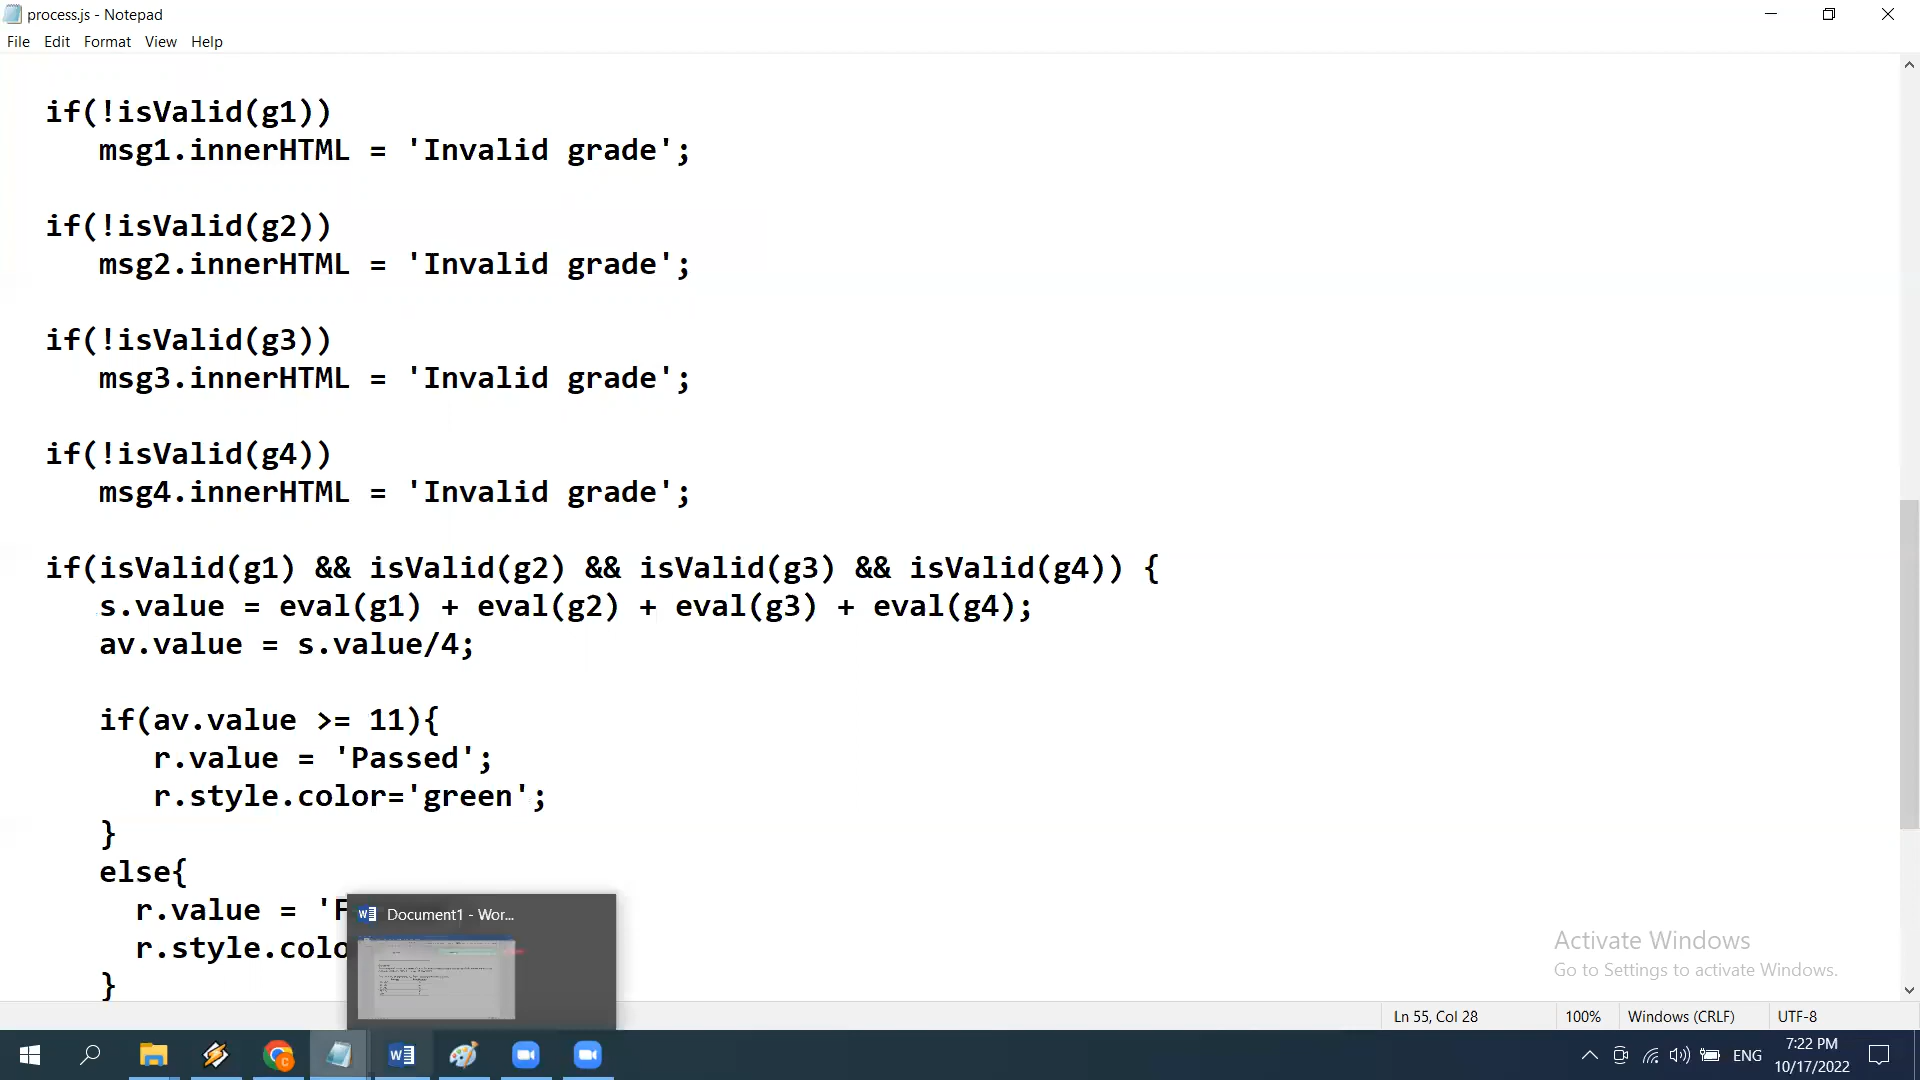 process.js - Notepad
File Edit Format View Help
if(!isValid(g1))
msg1.innerHTML = 'Invalid grade';
if(!isValid(g2))
msg2.innerHTML = 'Invalid grade';
if(!isValid(g3))
msg3.innerHTML = 'Invalid grade';
if(!isValid(g4))
msg4.innerHTML = 'Invalid grade';
if(isValid(g1) && isValid(g2) && isValid(g3) && isValid(g4)) {
s.value = eval(g1) + eval(g2) + eval(g3) + eval(g4);
av.value = s.value/4;
if(av.value >= 11){
r.value = 'Passed';
r.style.color='green';
}
else{
r.value = 'F
r.style.colo
}
Document1 - Wor...
Activate Windows
Go to Settings to activate Windows.
Ln 55, Col 28 100% Windows (CRLF) UTF-8
ENG
7:22 PM
10/17/2022